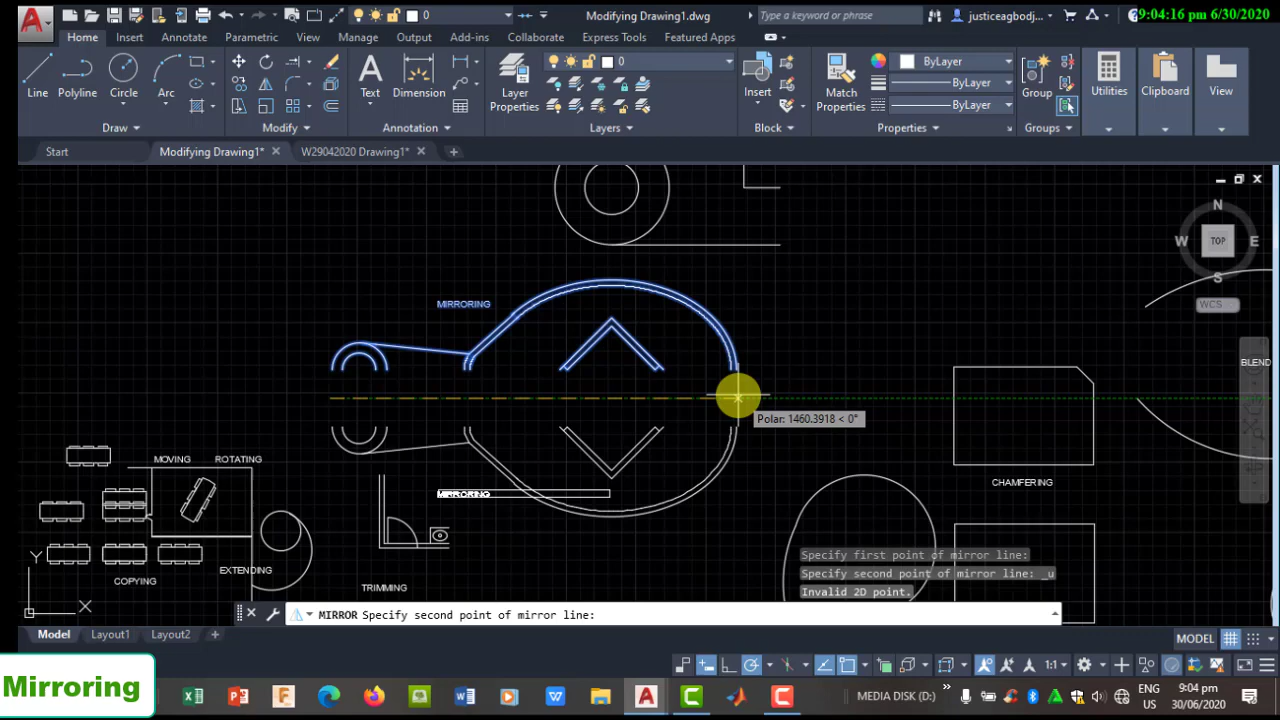 Modifying Drawing1.dwg
Type a keyword or phrase
justiceagbodj...
9:04:16 pm 6/30/2020
0
Home Insert Annotate Parametric View Manage Output Add-ins Collaborate Express Tools Featured Apps
0
ByLayer
Line Polyline Circle Arc Text Dimension Layer Properties Insert Match Properties ByLayer Group Utilities Clipboard View
ByLayer
Draw Modify Annotation Layers Block Properties Groups
Start Modifying Drawing1* W29042020 Drawing1*
N
W TOP E
S
WCS
MIRRORING
BLEND
Polar: 1460.3918 < 0°
MOVING ROTATING
CHAMFERING
MIRRORING
Y
EXTENDING
COPYING
TRIMMING
X
Specify first point of mirror line:
Specify second point of mirror line: _u
Invalid 2D point.
MIRROR Specify second point of mirror line:
Model Layout1 Layout2 +
MODEL
1:1
Mirroring
MEDIA DISK (D:)
ENG
US
9:04 pm
30/06/2020